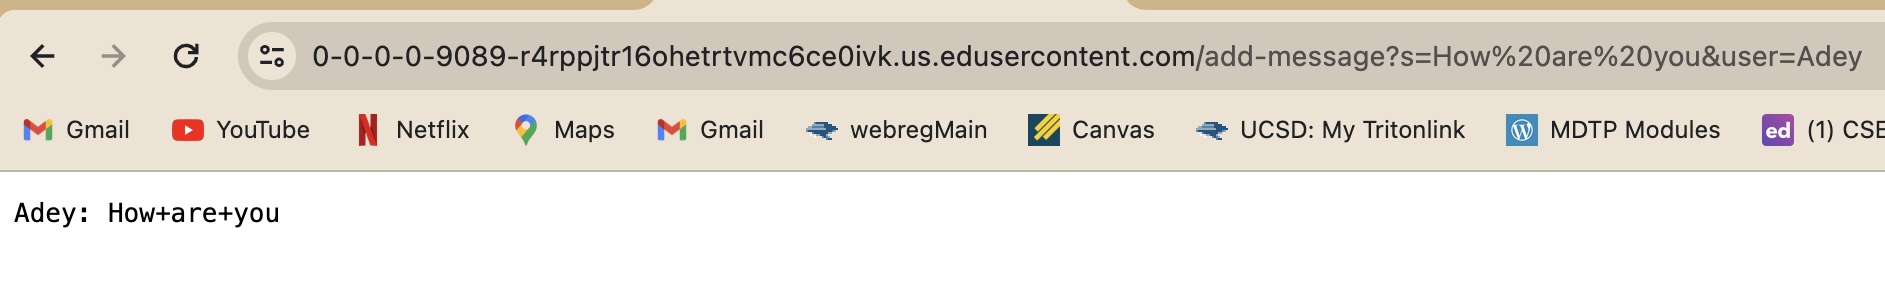 0-0-0-0-9089-r4rppjtr16ohetrtvmc6ce0ivk.us.edusercontent.com/add-message?s=How%20are%20you&user=Adey
Gmail YouTube Netflix Maps Gmail webregMain Canvas UCSD: My Tritonlink MDTP Modules ed (1) CSE
Adey: How+are+you